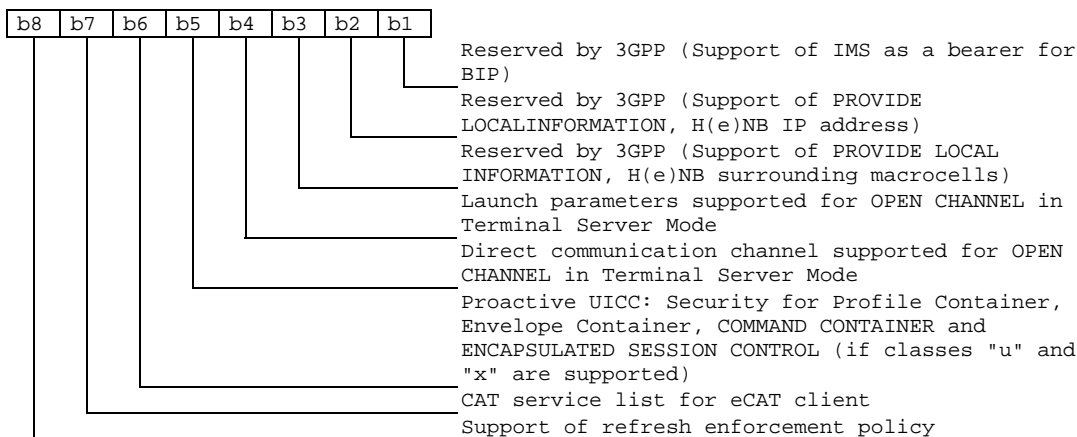 b8 b7 b6 b5 b4 b3 b2 b1
Reserved by 3GPP (Support of IMS as a bearer for
BIP)
Reserved by 3GPP (Support of PROVIDE
LOCALINFORMATION, H(e)NB IP address)
Reserved by 3GPP (Support of PROVIDE LOCAL
INFORMATION, H(e)NB surrounding macrocells)
Launch parameters supported for OPEN CHANNEL in
Terminal Server Mode
Direct communication channel supported for OPEN
CHANNEL in Terminal Server Mode
Proactive UICC: Security for Profile Container,
Envelope Container, COMMAND CONTAINER and
ENCAPSULATED SESSION CONTROL (if classes "u" and
"x" are supported)
CAT service list for eCAT client
Support of refresh enforcement policy